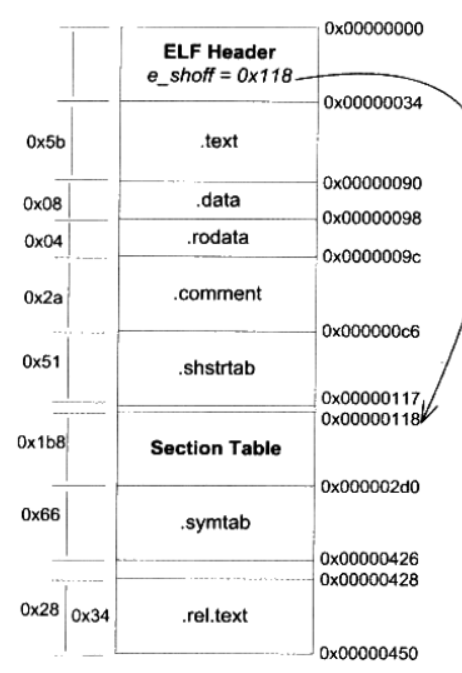 0x00000000
ELF Header
e_shoff = 0x118
0x00000034
0x5b
.text
0x00000090
0x08
.data
0x00000098
0x04
.rodata
0x0000009c
0x2a
.comment
0x000000c6
0x51
.shstrtab
0x00000117
0x00000118
0x1b8
Section Table
0x000002d0
0x66
.symtab
0x00000426
0x00000428
0x28
0x34
.rel.text
0x00000450